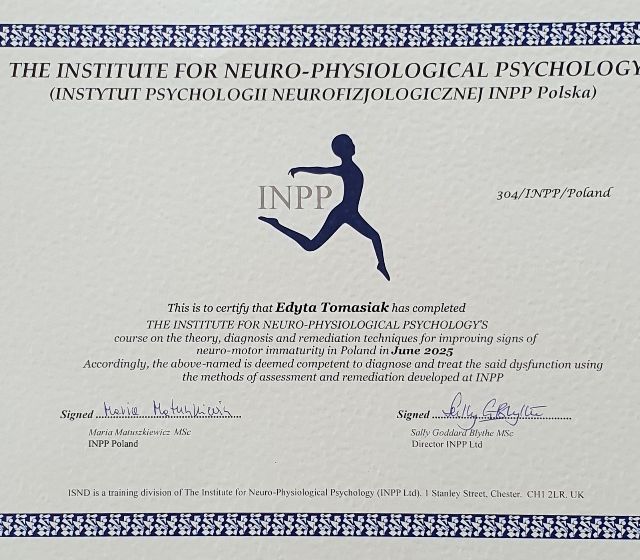 THE INSTITUTE FOR NEURO-PHYSIOLOGICAL PSYCHOLOGY
(INSTYTUT PSYCHOLOGII NEUROFIZJOLOGICZNEJ INPP Polska)
INPP
304/INPP/Poland
This is to certify that Edyta Tomasiak has completed
THE INSTITUTE FOR NEURO-PHYSIOLOGICAL PSYCHOLOGY'S
course on the theory, diagnosis and remediation techniques for improving signs of
neuro-motor immaturity in Poland in June 2025
Accordingly, the above-named is deemed competent to diagnose and treat the said dysfunction using
the methods of assessment and remediation developed at INPP
Signed Maria Matuszkiewicz
Maria Matuszkiewicz MSc
INPP Poland
Signed Sally G Blythe
Sally Goddard Blythe MSc
Director INPP Ltd
ISND is a training division of The Institute for Neuro-Physiological Psychology (INPP Ltd). 1 Stanley Street, Chester. CH1 2LR. UK